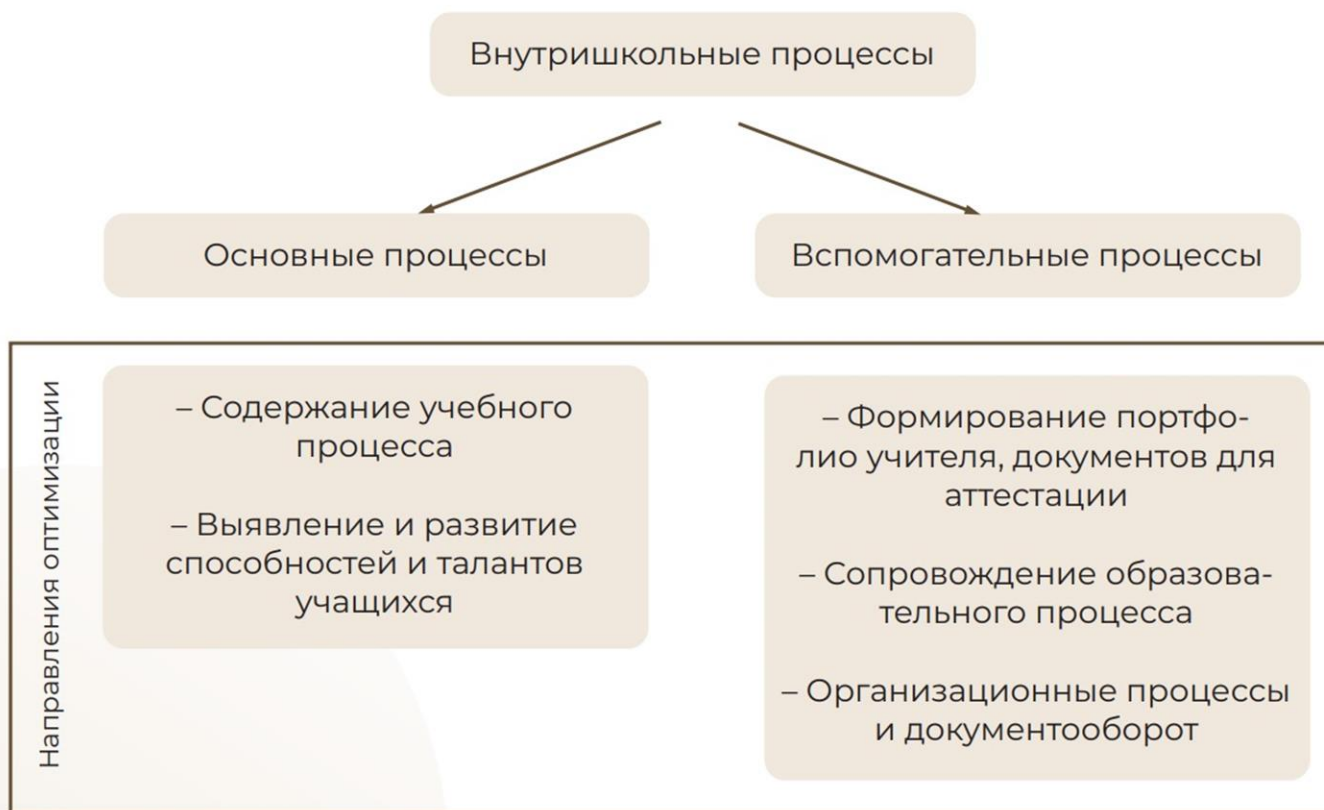 Внутришкольные процессы
Основные процессы
Вспомогательные процессы
Направления оптимизации
– Содержание учебного
процесса
– Выявление и развитие
способностей и талантов
учащихся
– Формирование портфо-
лио учителя, документов для
аттестации
– Сопровождение образова-
тельного процесса
– Организационные процессы
и документооборот